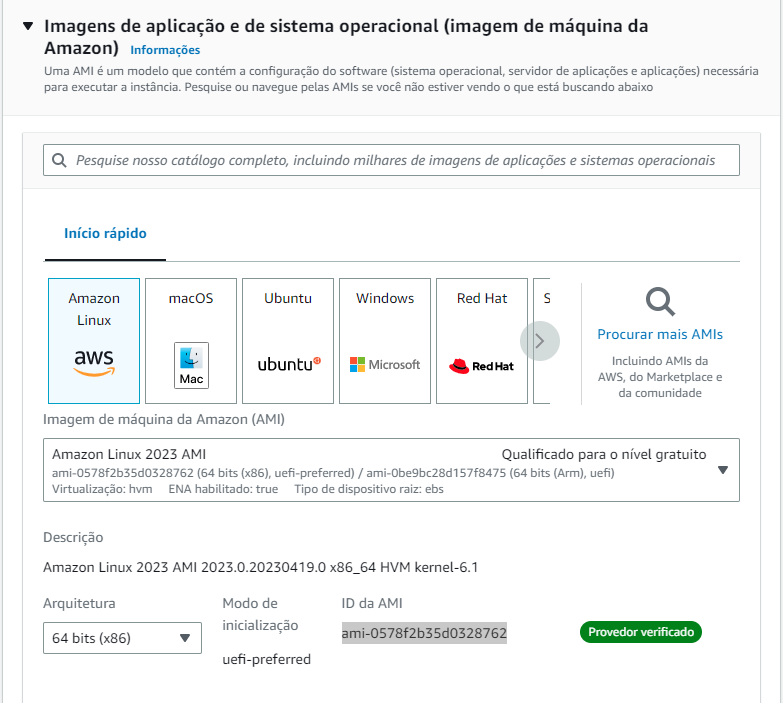 Imagens de aplicação e de sistema operacional (imagem de máquina da
Amazon) Informações
Uma AMI é um modelo que contém a configuração do software (sistema operacional, servidor de aplicações e aplicações) necessária
para executar a instância. Pesquise ou navegue pelas AMIs se você não estiver vendo o que está buscando abaixo
Pesquise nosso catálogo completo, incluindo milhares de imagens de aplicações e sistemas operacionais
Início rápido
Amazon
Linux
aws
macOS
Mac
Ubuntu
ubuntu
Windows
Microsoft
Red Hat
Red Hat
S
Procurar mais AMIs
Incluindo AMIs da
AWS, do Marketplace e
da comunidade
Imagem de máquina da Amazon (AMI)
Amazon Linux 2023 AMI Qualificado para o nível gratuito
ami-0578f2b35d0328762 (64 bits (x86), uefi-preferred) / ami-0be9bc28d157f8475 (64 bits (Arm), uefi)
Virtualização: hvm ENA habilitado: true Tipo de dispositivo raiz: ebs
Descrição
Amazon Linux 2023 AMI 2023.0.20230419.0 x86_64 HVM kernel-6.1
Arquitetura
64 bits (x86)
Modo de
inicialização
uefi-preferred
ID da AMI
ami-0578f2b35d0328762
Provedor verificado